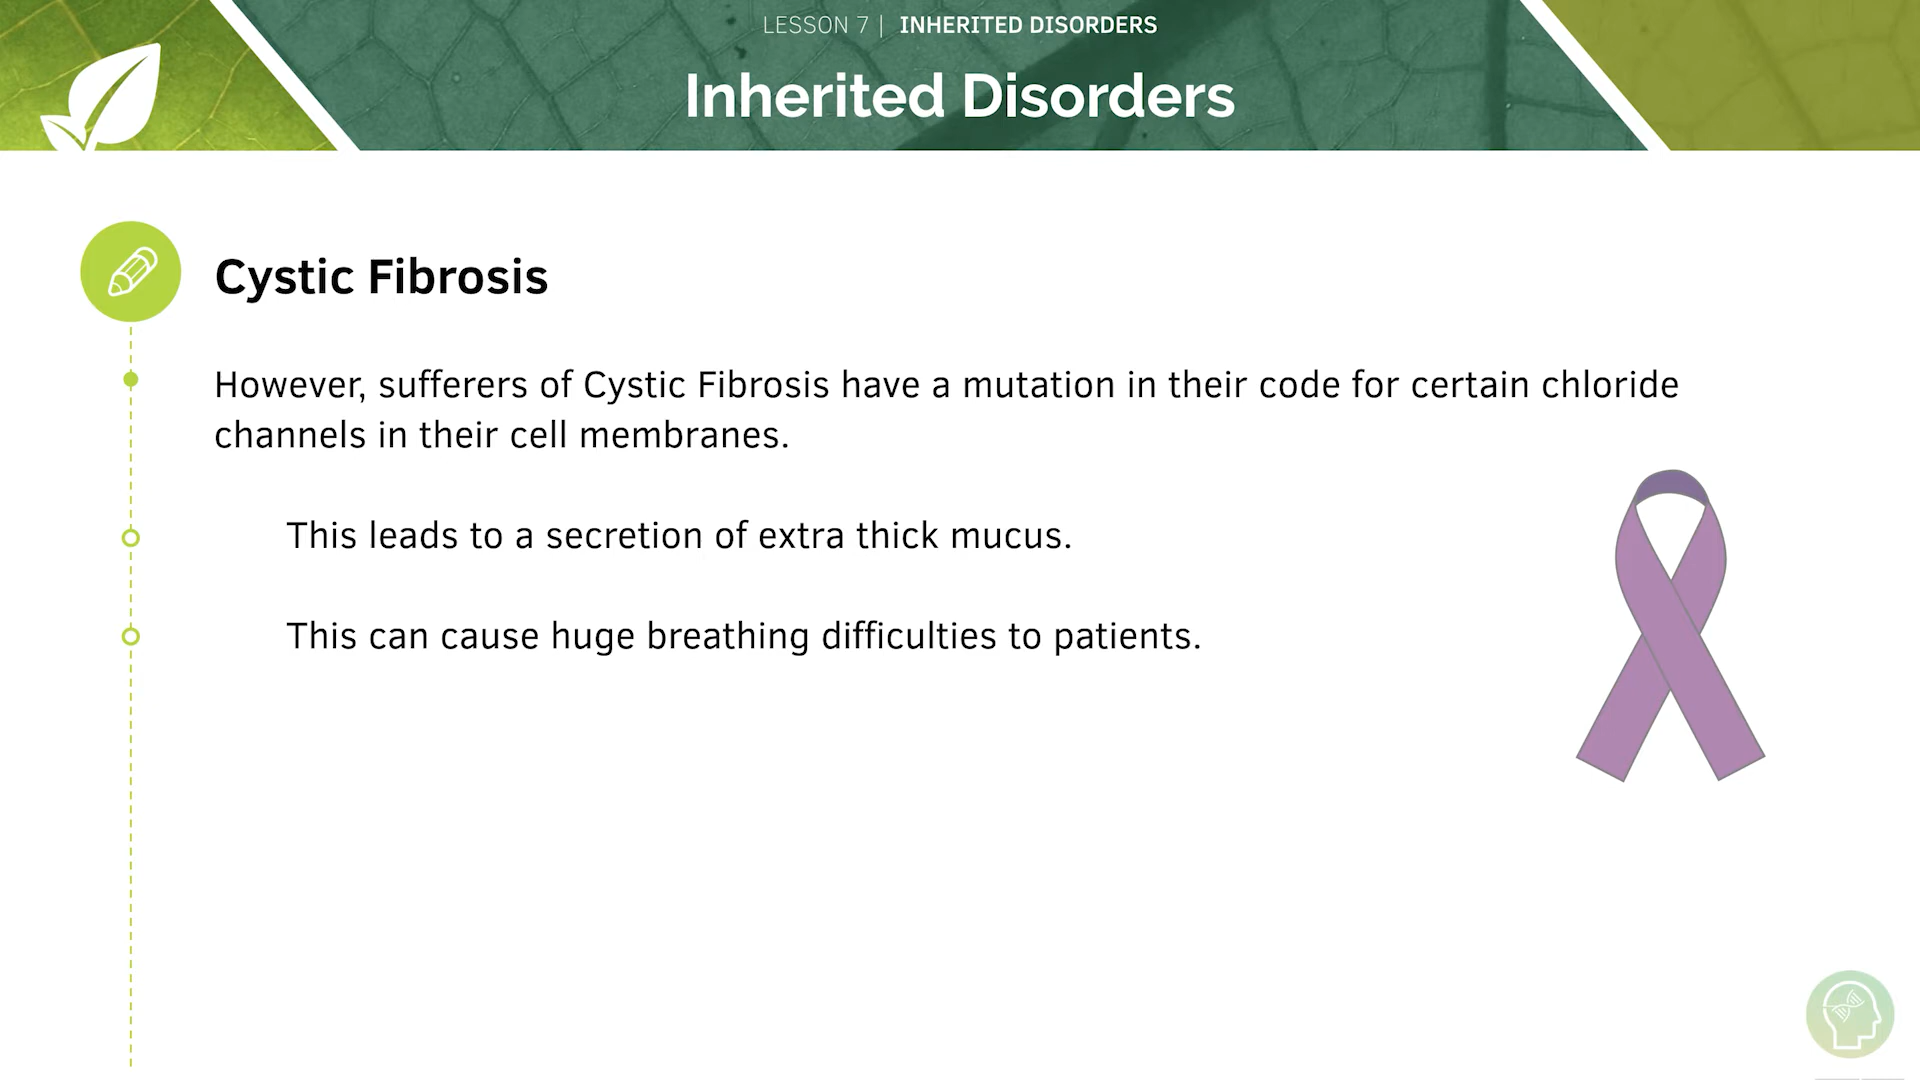 LESSON 7 | INHERITED DISORDERS
Inherited Disorders
Cystic Fibrosis
However, sufferers of Cystic Fibrosis have a mutation in their code for certain chloride
channels in their cell membranes.
This leads to a secretion of extra thick mucus.
This can cause huge breathing difficulties to patients.